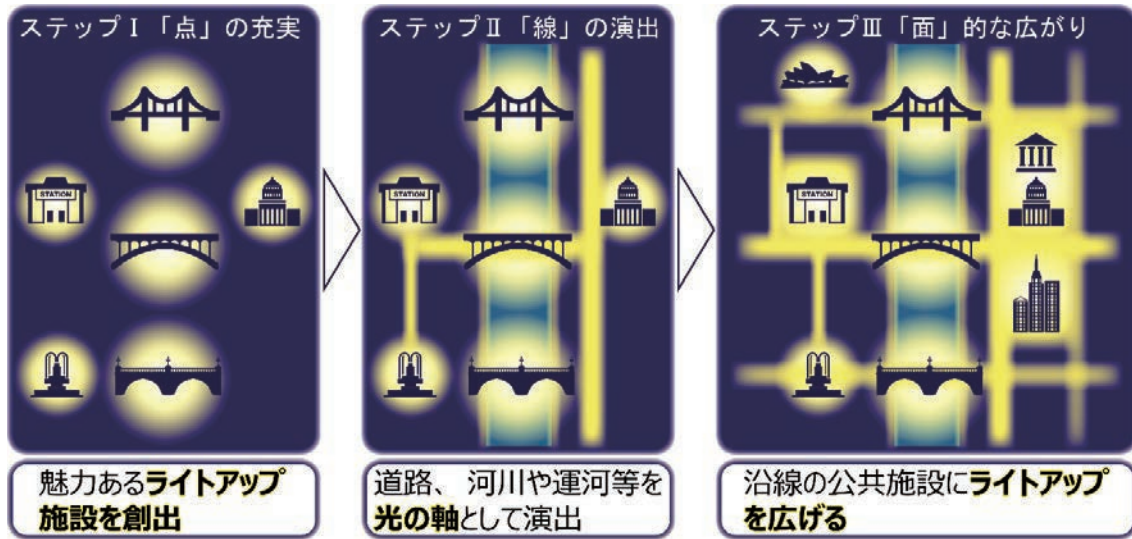 ステップⅠ「点」の充実
STATION
魅力あるライトアップ
施設を創出
ステップⅡ「線」の演出
STATION
道路、河川や運河等を
光の軸として演出
ステップⅢ「面」的な広がり
STATION
沿線の公共施設にライトアップ
を広げる